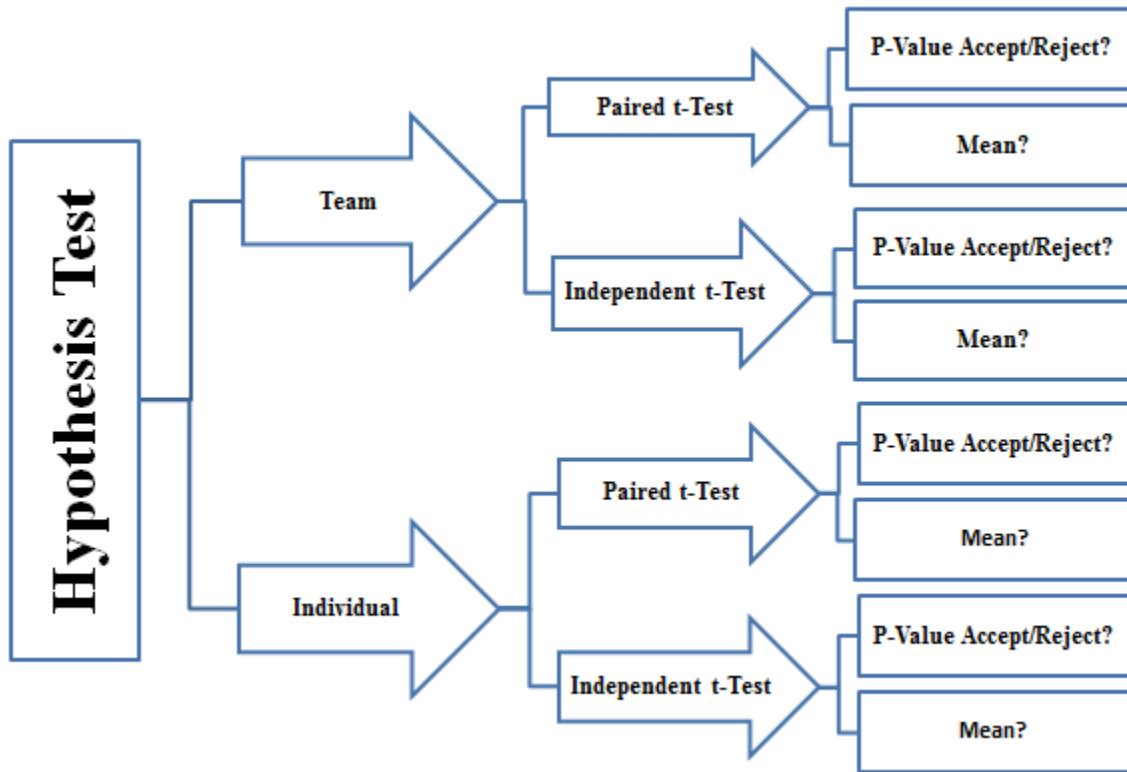 Hypothesis Test
Team
Paired t-Test
P-Value Accept/Reject?
Mean?
Independent t-Test
P-Value Accept/Reject?
Mean?
Individual
Paired t-Test
P-Value Accept/Reject?
Mean?
Independent t-Test
P-Value Accept/Reject?
Mean?